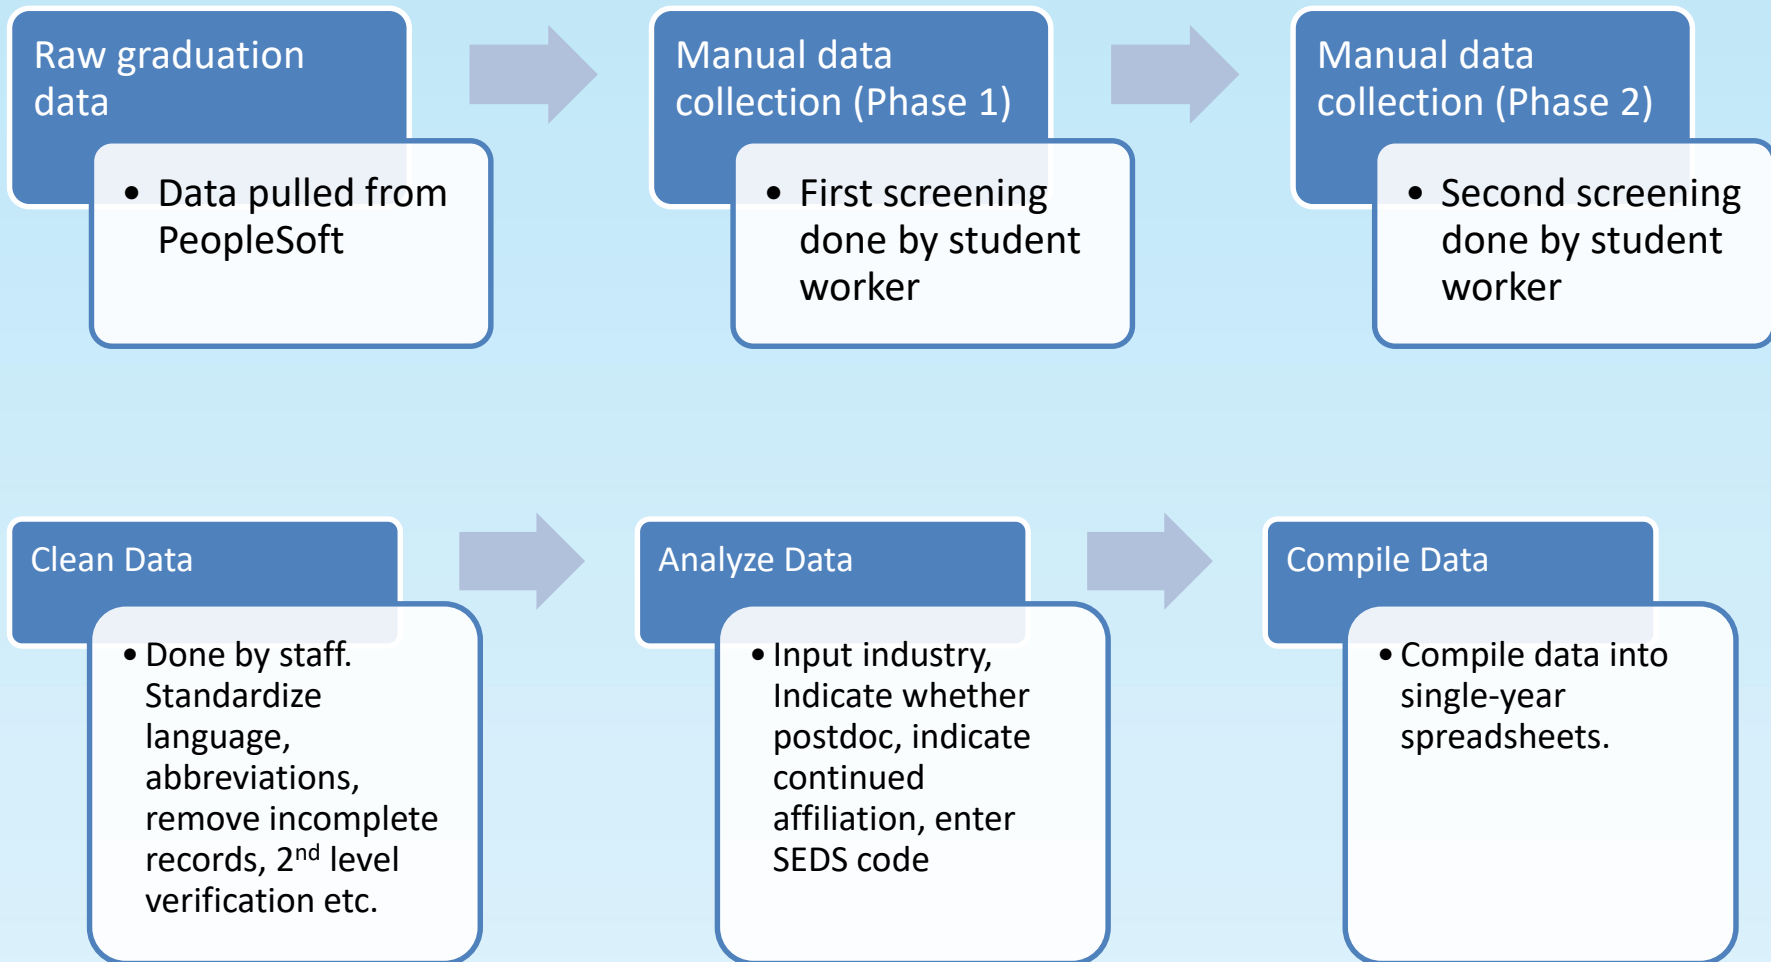 Raw graduation
data
• Data pulled from
PeopleSoft
Manual data
collection (Phase 1)
• First screening
done by student
worker
Manual data
collection (Phase 2)
• Second screening
done by student
worker
Clean Data
• Done by staff.
Standardize
language,
abbreviations,
remove incomplete
records, 2nd level
verification etc.
Analyze Data
• Input industry,
Indicate whether
postdoc, indicate
continued
affiliation, enter
SEDS code
Compile Data
• Compile data into
single-year
spreadsheets.